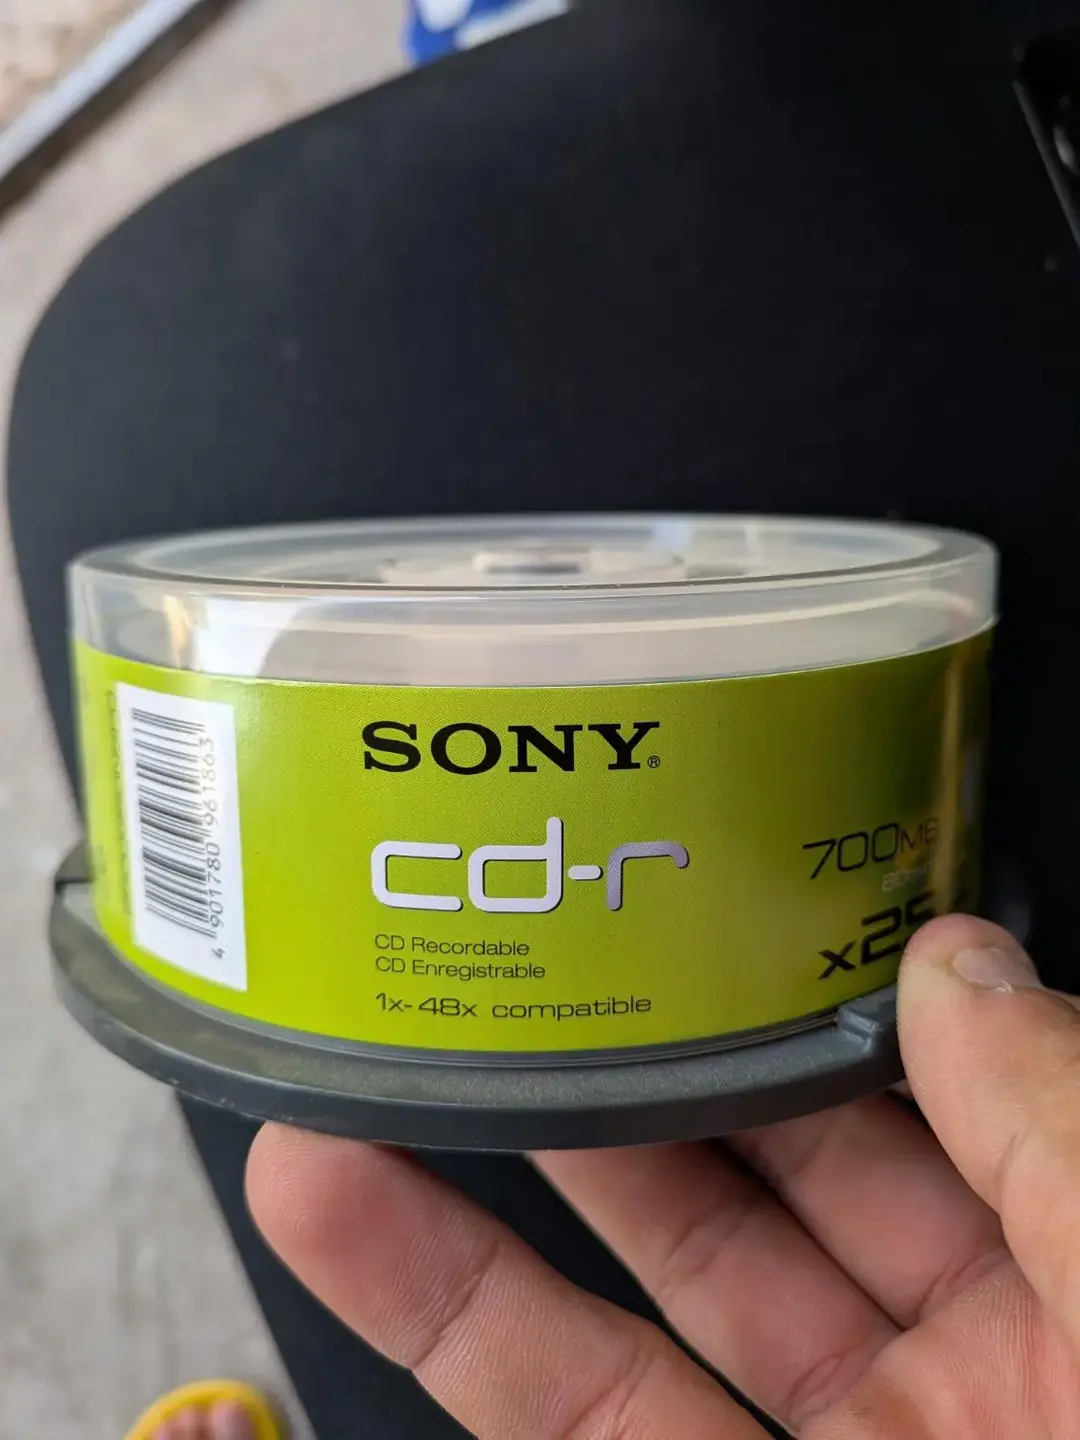 SONY®
cd-r
CD Recordable
CD Enregistrable
1x-48x compatible
700MB
x25
4 901780 961863